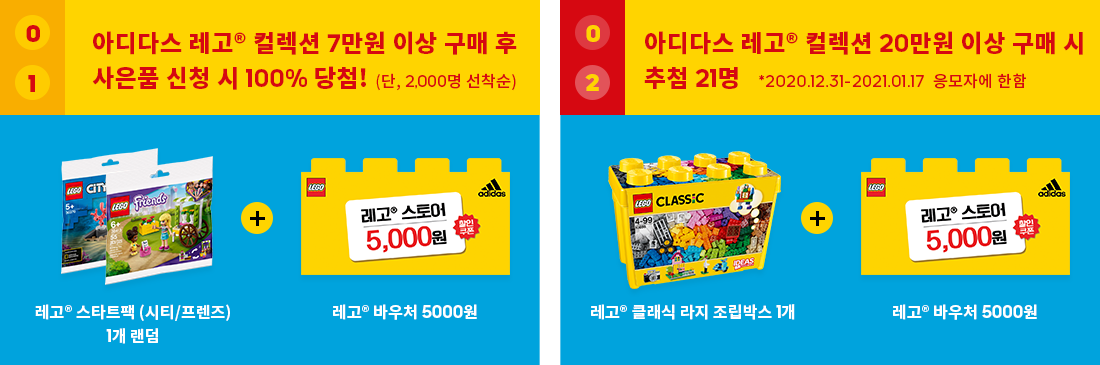 0
1
아디다스 레고® 컬렉션 7만원 이상 구매 후
사은품 신청 시 100% 당첨! (단, 2,000명 선착순)
LEGO CITY
5+
LEGO Friends
6+
+
LEGO
adidas
레고® 스토어
5,000원
할인
쿠폰
레고® 스타트팩 (시티/프렌즈)
1개 랜덤
레고® 바우처 5000원
0
2
아디다스 레고® 컬렉션 20만원 이상 구매 시
추첨 21명 *2020.12.31-2021.01.17 응모자에 한함
LEGO CLASSIC
4-99
IDEAS
+
LEGO
adidas
레고® 스토어
5,000원
할인
쿠폰
레고® 클래식 라지 조립박스 1개
레고® 바우처 5000원